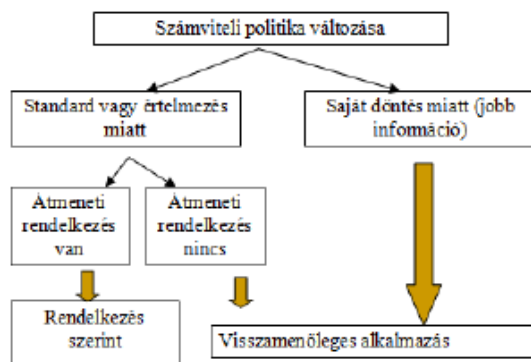 Számviteli politika változása
Standard vagy értelmezés
miatt
Saját döntés miatt (jobb
információ)
Átmeneti
rendelkezés
van
Átmeneti
rendelkezés
nincs
Rendelkezés
szerint
Visszamenőleges alkalmazás